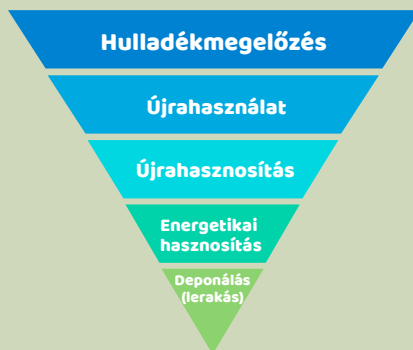 Hulladékmegelőzés
Újrahasználat
Újrahasznosítás
Energetikai
hasznosítás
Deponálás
(lerakás)